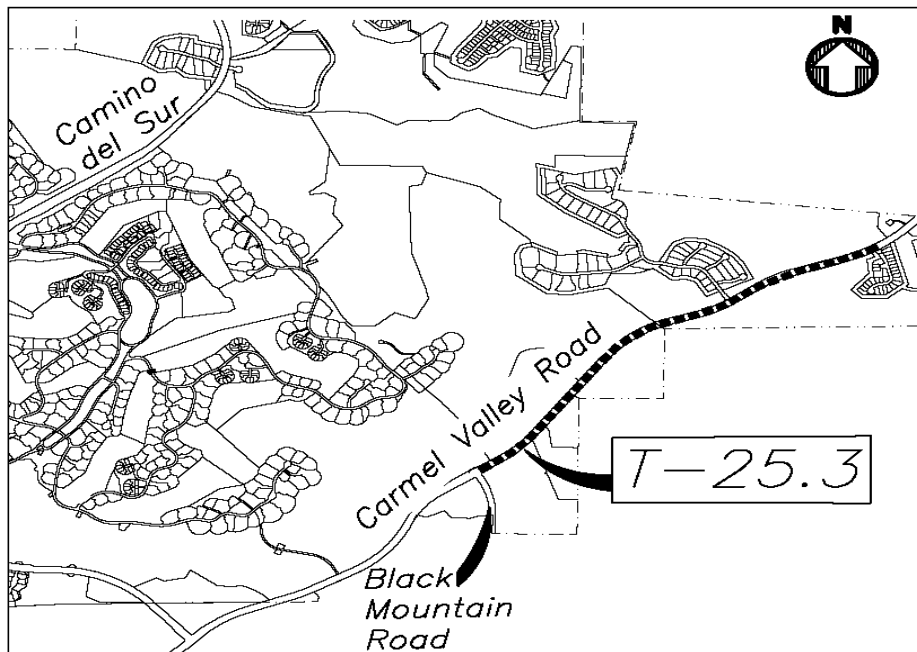 N
Camino
del Sur
Carmel Valley Road
T-25.3
Black
Mountain
Road